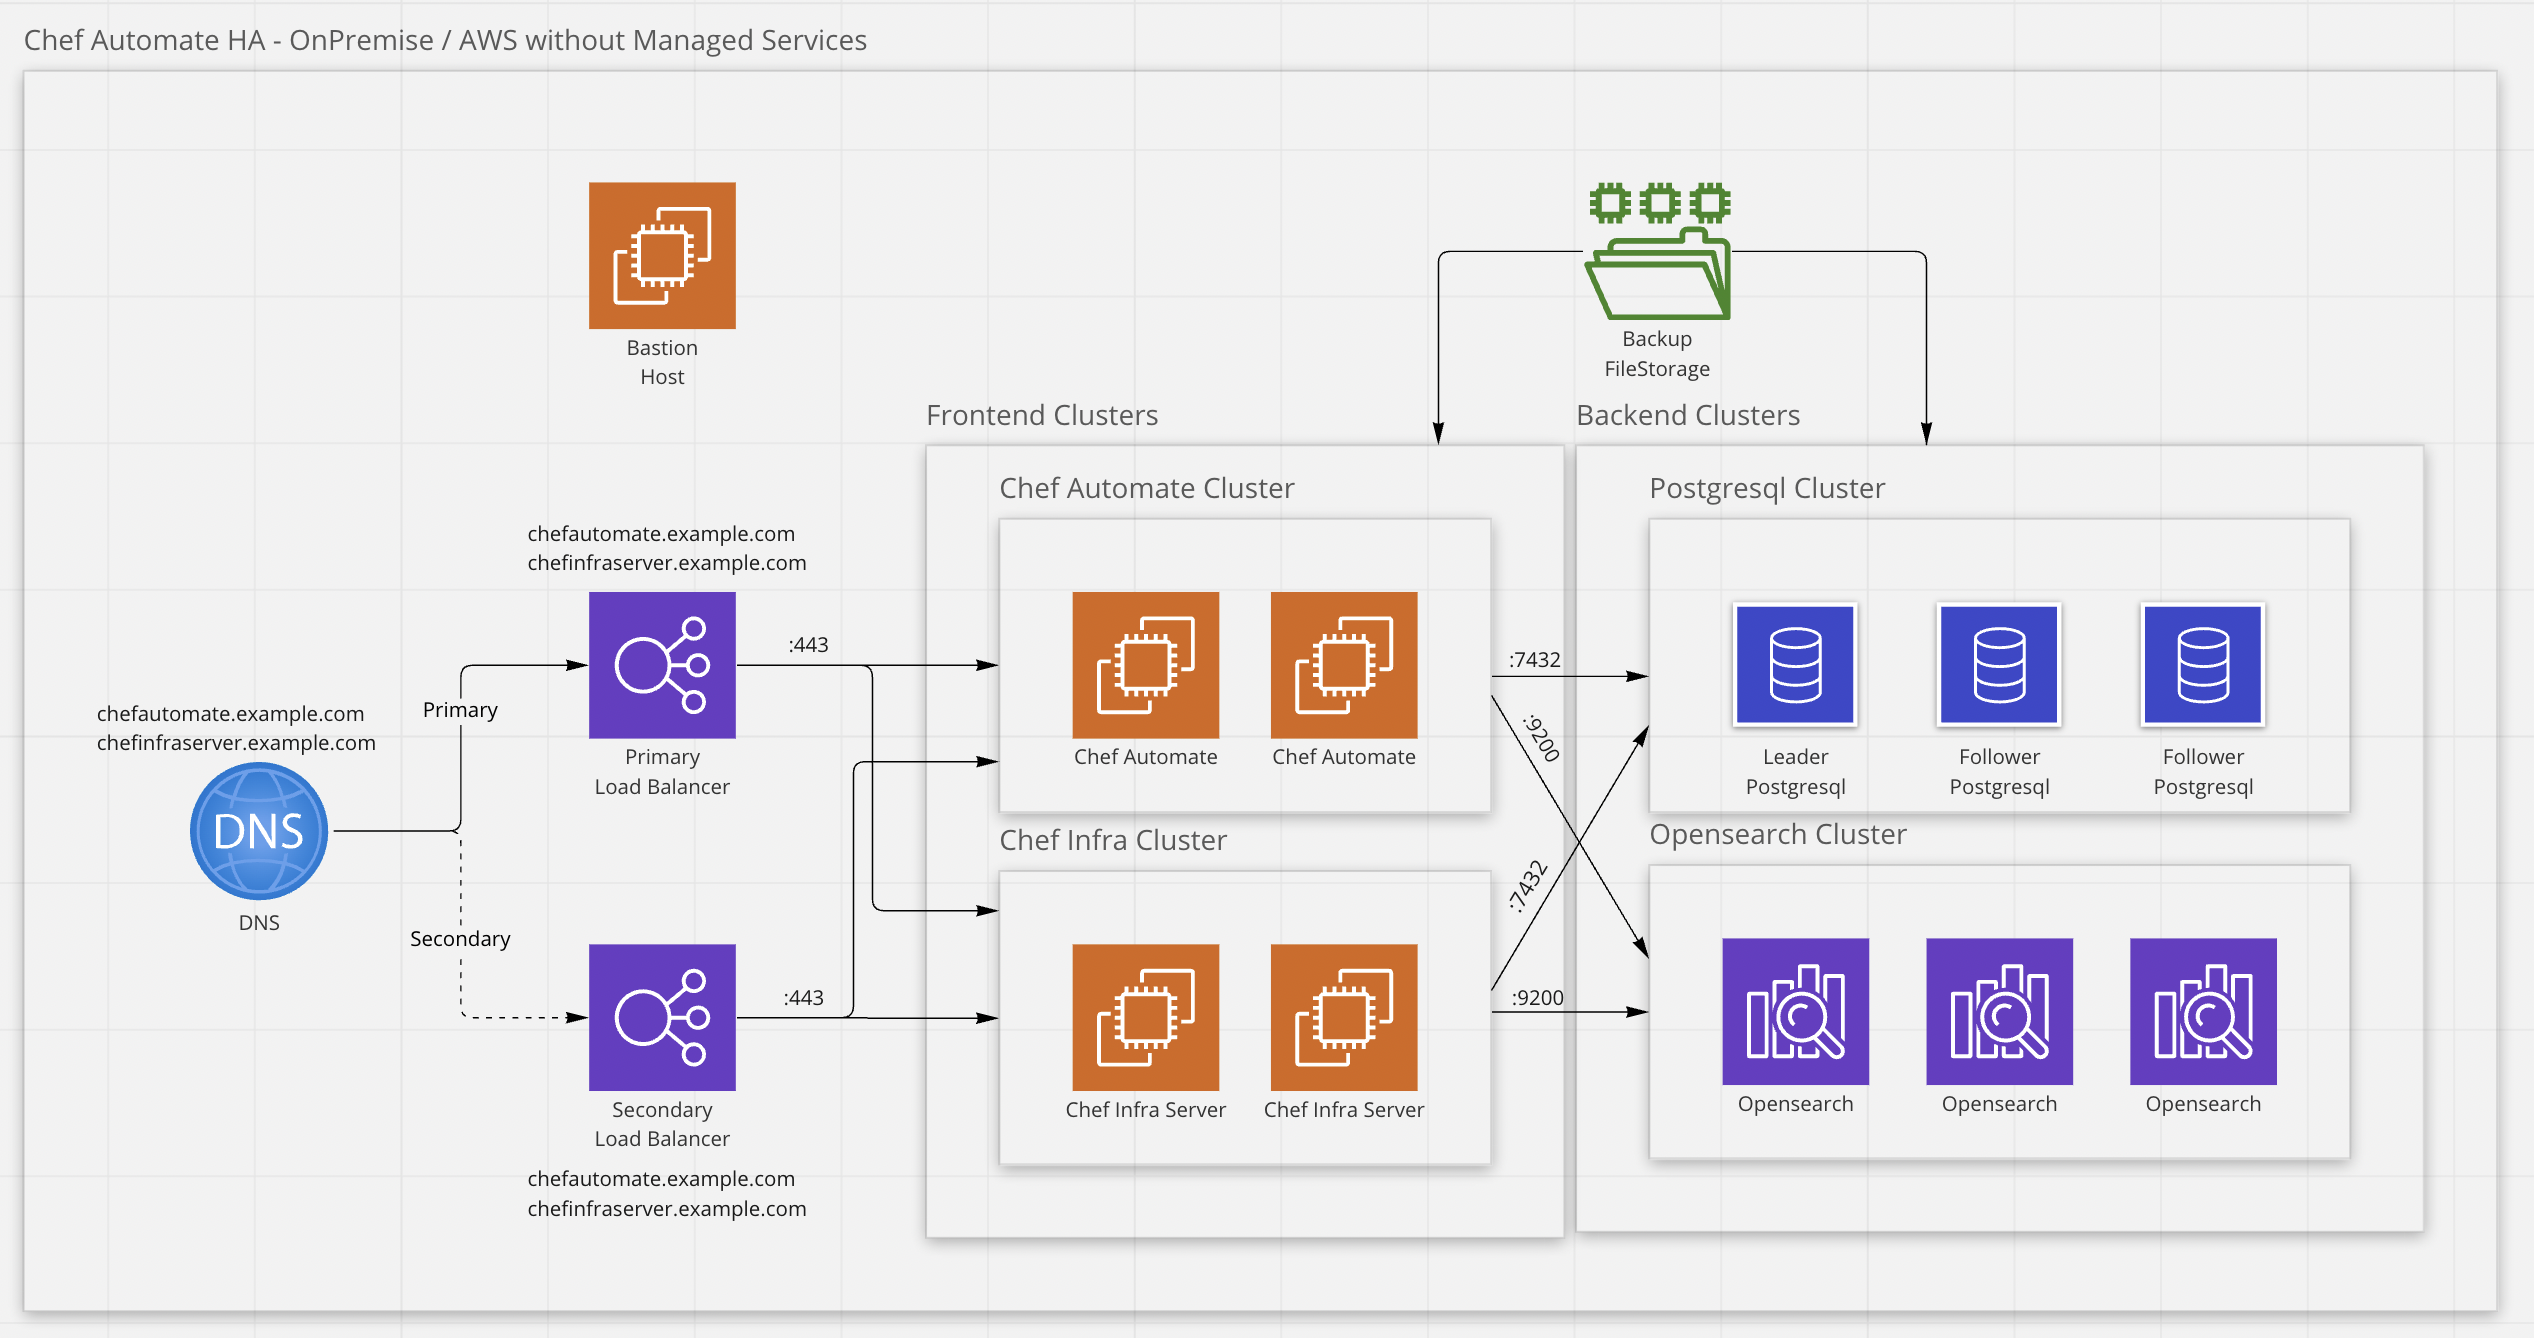 Chef Automate HA - OnPremise / AWS without Managed Services
Bastion
Host
Backup
FileStorage
Frontend Clusters
Backend Clusters
Chef Automate Cluster
Postgresql Cluster
chefautomate.example.com
chefinfraserver.example.com
:443
:7432
Primary
chefautomate.example.com
chefinfraserver.example.com
:9200
Primary
Load Balancer
Chef Automate
Chef Automate
Leader
Postgresql
Follower
Postgresql
Follower
Postgresql
DNS
DNS
Chef Infra Cluster
Opensearch Cluster
:7432
Secondary
:443
:9200
Secondary
Load Balancer
Chef Infra Server
Chef Infra Server
Opensearch
Opensearch
Opensearch
chefautomate.example.com
chefinfraserver.example.com